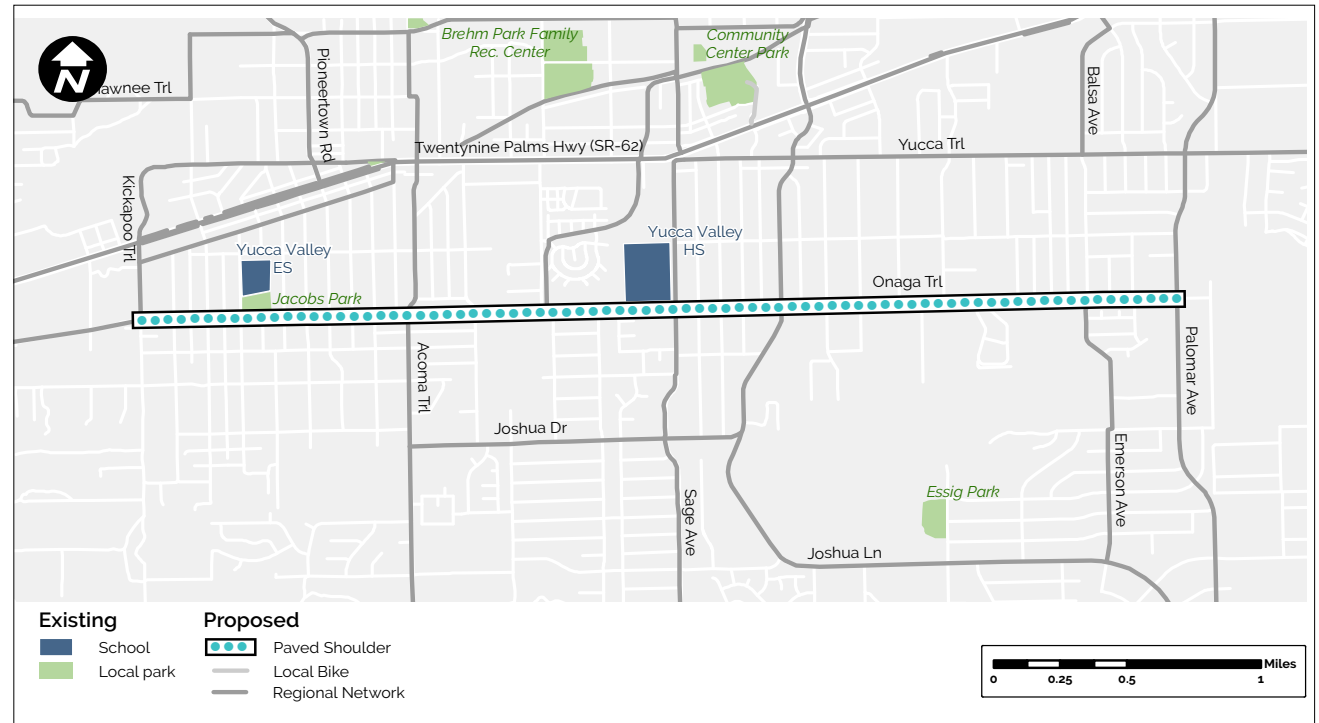 N
awnee Trl
Pioneertown Rd
Brehm Park Family
Rec. Center
Community
Center Park
Balsa Ave
Twentynine Palms Hwy (SR-62)
Yucca Trl
Kickapoo Trl
Yucca Valley
ES
Jacobs Park
Yucca Valley
HS
Onaga Trl
Acoma Trl
Palomar Ave
Joshua Dr
Emerson Ave
Sage Ave
Essig Park
Joshua Ln
Existing
School
Local park
Proposed
Paved Shoulder
Local Bike
Regional Network
Miles
0 0.25 0.5 1